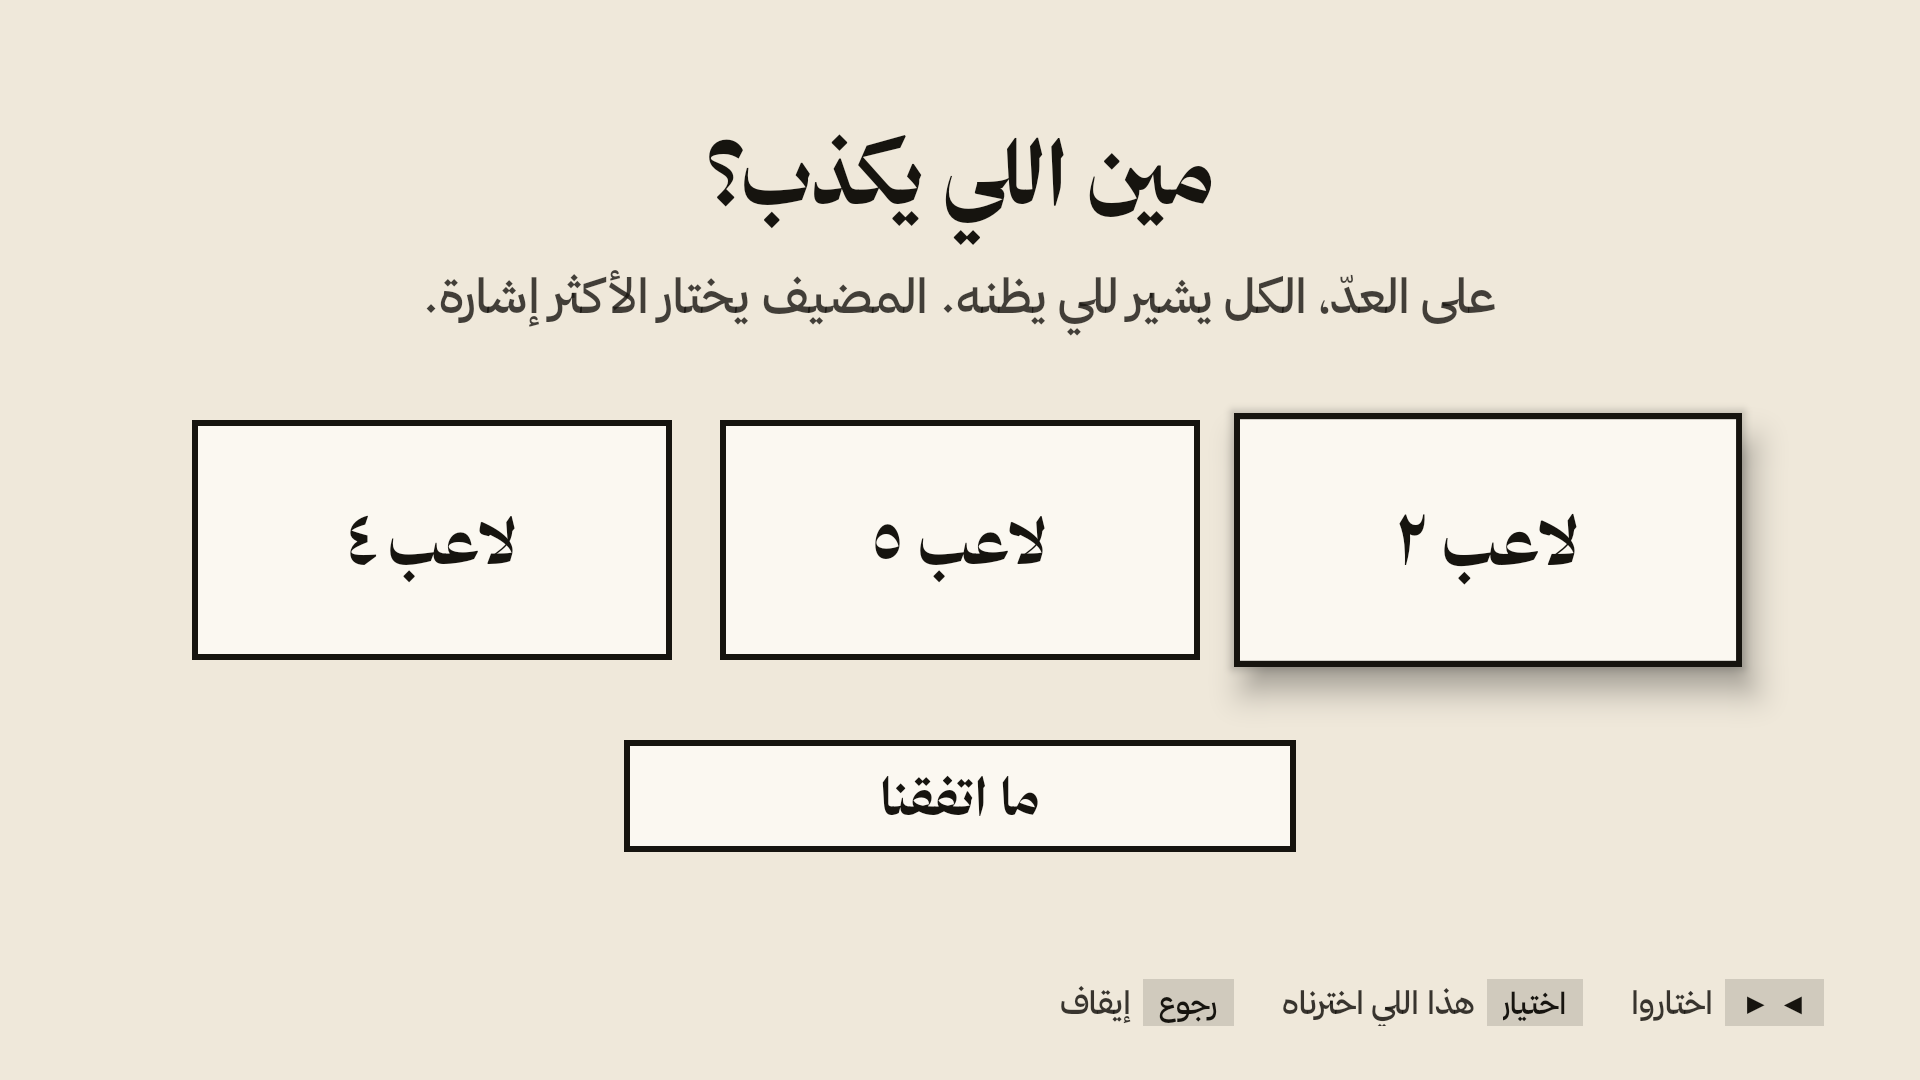 مين اللي يكذب؟
على العدّ، الكل يشير للي يظنه. المضيف يختار الأكثر إشارة.
لاعب ٢
لاعب ٥
لاعب ٤
ما اتفقنا
◄ ► اختاروا اختيار هذا اللي اخترناه رجوع إيقاف